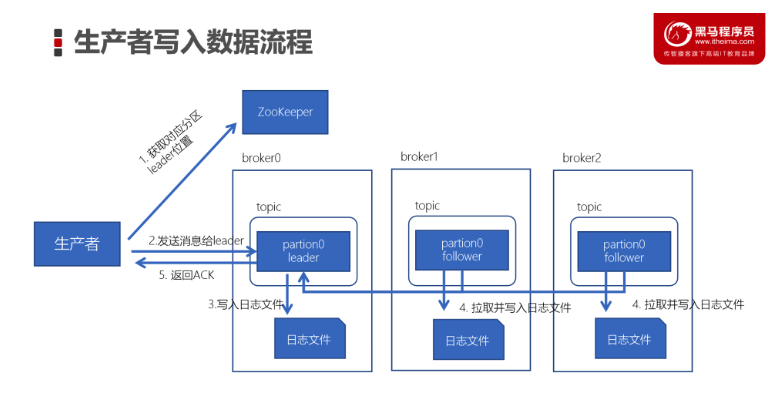 生产者写入数据流程
黑马程序员
www.itheima.com
传智播客旗下高端IT教育品牌
ZooKeeper
1. 获取对应分区
leader位置
broker0
broker1
broker2
topic
topic
topic
生产者
2.发送消息给leader
partion0
leader
partion0
follower
partion0
follower
5. 返回ACK
3.写入日志文件
4. 拉取并写入日志文件
4. 拉取并写入日志文件
日志文件
日志文件
日志文件